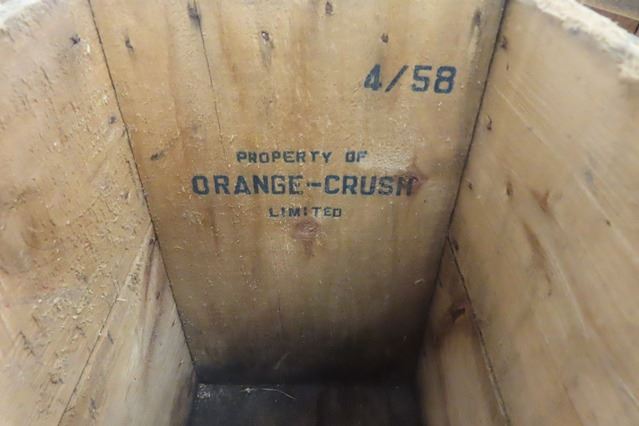 4/58
PROPERTY OF
ORANGE-CRUSH
LIMITED